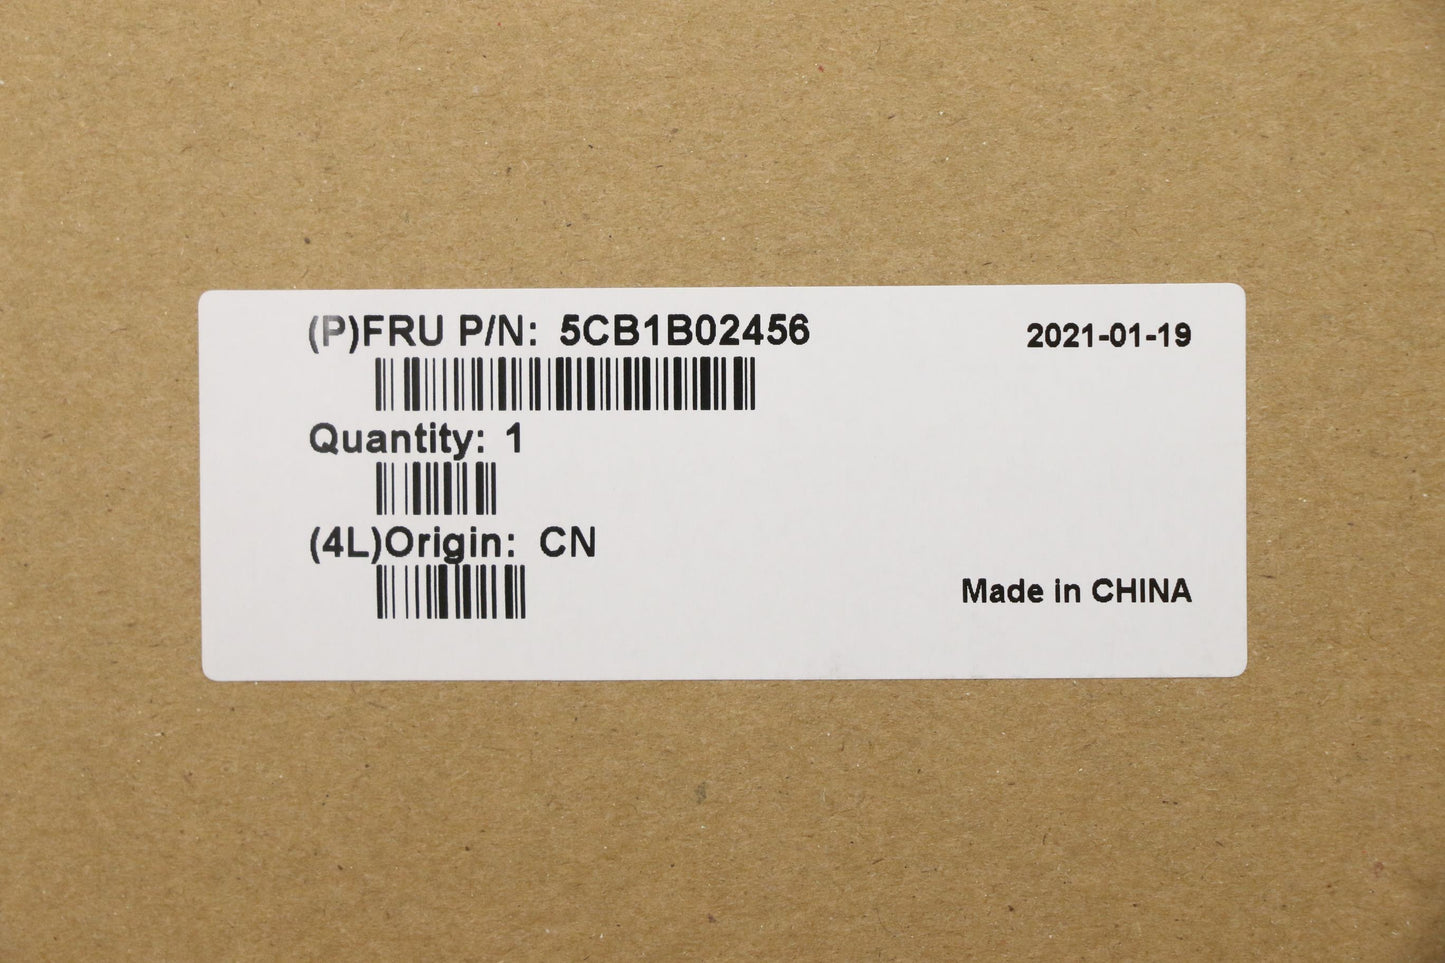 (P)FRU P/N: 5CB1B02456
2021-01-19
Quantity: 1
(4L)Origin: CN
Made in CHINA